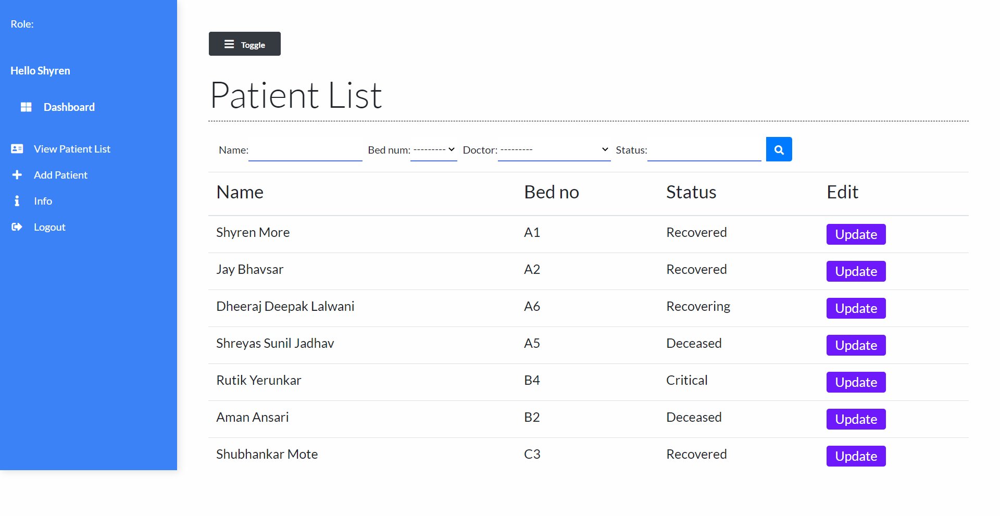 Role:
Hello Shyren
Dashboard
View Patient List
Add Patient
Info
Logout
Toggle
Patient List
Name: Bed num: --------- Doctor: --------- Status:
Name Bed no Status Edit
Shyren More A1 Recovered Update
Jay Bhavsar A2 Recovered Update
Dheeraj Deepak Lalwani A6 Recovering Update
Shreyas Sunil Jadhav A5 Deceased Update
Rutik Yerunkar B4 Critical Update
Aman Ansari B2 Deceased Update
Shubhankar Mote C3 Recovered Update